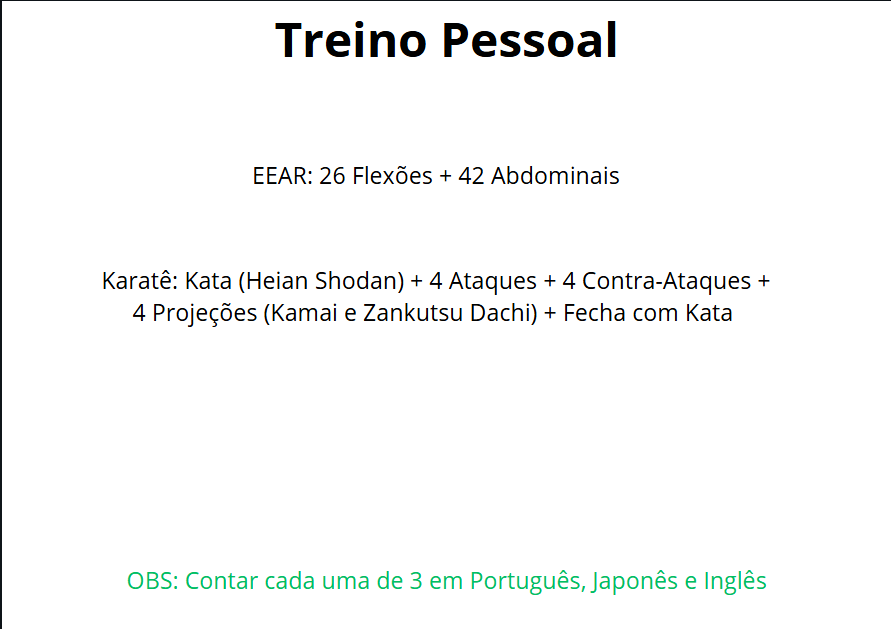 Treino Pessoal
EEAR: 26 Flexões + 42 Abdominais
Karatê: Kata (Heian Shodan) + 4 Ataques + 4 Contra-Ataques +
4 Projeções (Kamai e Zankutsu Dachi) + Fecha com Kata
OBS: Contar cada uma de 3 em Português, Japonês e Inglês